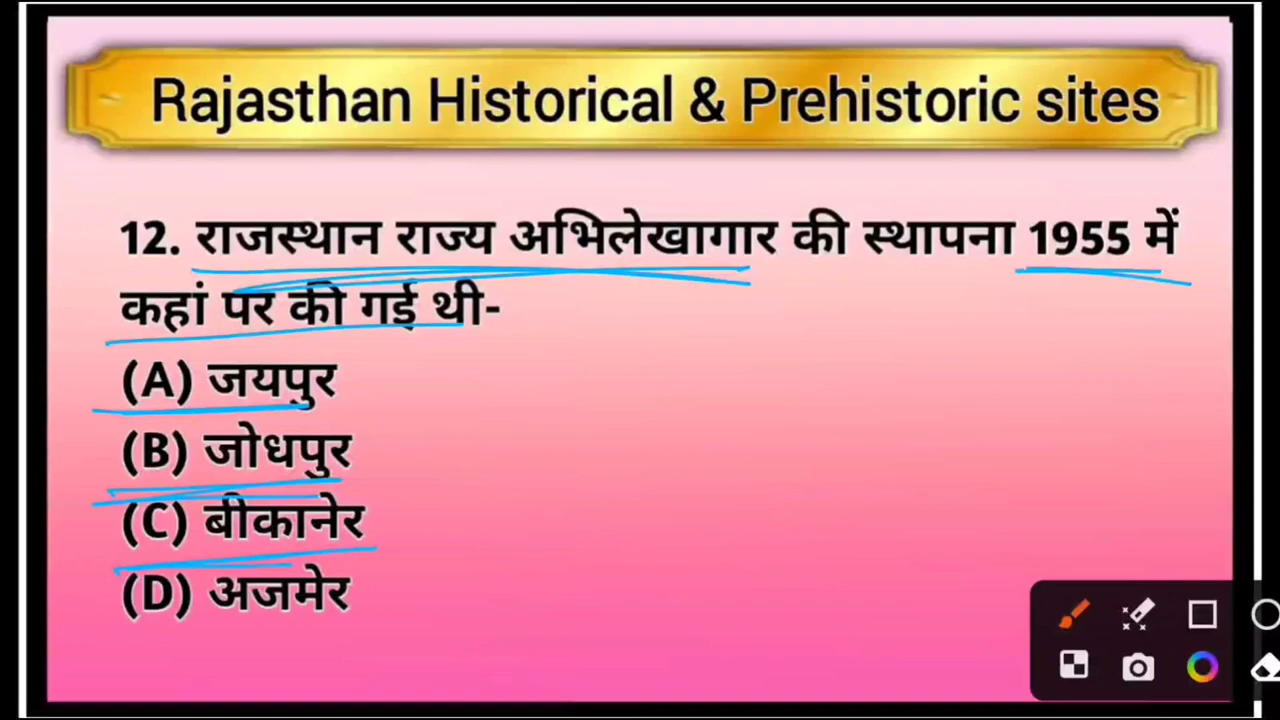 Rajasthan Historical & Prehistoric sites
12. राजस्थान राज्य अभिलेखागार की स्थापना 1955 में
कहां पर की गई थी-
(A) जयपुर
(B) जोधपुर
(C) बीकानेर
(D) अजमेर